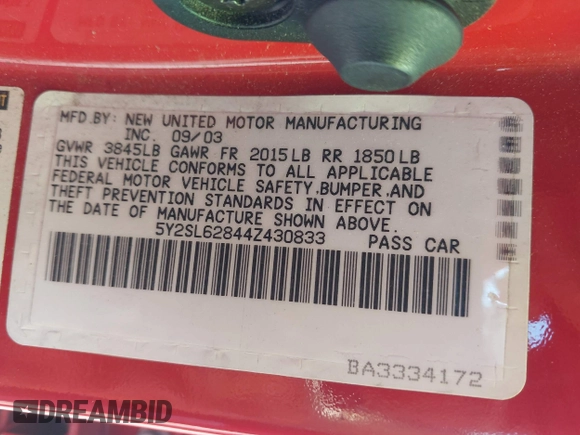 MFD.BY: NEW UNITED MOTOR MANUFACTURING
INC. 09/03
GVWR 3845LB GAWR FR 2015LB RR 1850LB
THIS VEHICLE CONFORMS TO ALL APPLICABLE
FEDERAL MOTOR VEHICLE SAFETY,BUMPER,AND
THEFT PREVENTION STANDARDS IN EFFECT ON
THE DATE OF MANUFACTURE SHOWN ABOVE.
5Y2SL62844Z430833 PASS CAR
BA3334172
DREAMBID